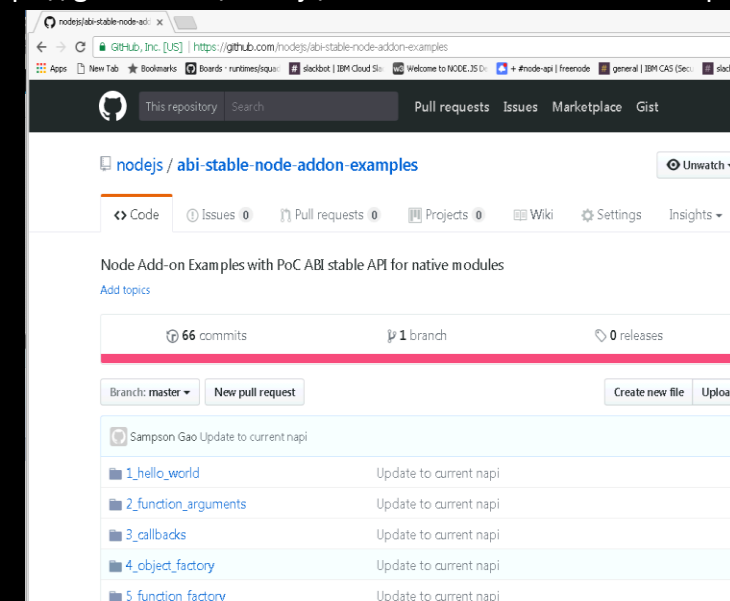 nodejs/abi-stable-node-add
GitHub, Inc. [US] | https://github.com/nodejs/abi-stable-node-addon-examples
Apps New Tab Bookmarks Boards · runtimes/squad # slackbot | IBM Cloud Sla Welcome to NODE.JS De + #node-api | freenode general | IBM CAS (Secu slac
This repository Search Pull requests Issues Marketplace Gist
nodejs / abi-stable-node-addon-examples Unwatch
Code Issues 0 Pull requests 0 Projects 0 Wiki Settings Insights
Node Add-on Examples with PoC ABI stable API for native modules
Add topics
66 commits 1 branch 0 releases
Branch: master New pull request Create new file Uploa
Sampson Gao Update to current napi
1_hello_world Update to current napi
2_function_arguments Update to current napi
3_callbacks Update to current napi
4_object_factory Update to current napi
5_function_factory Update to current napi